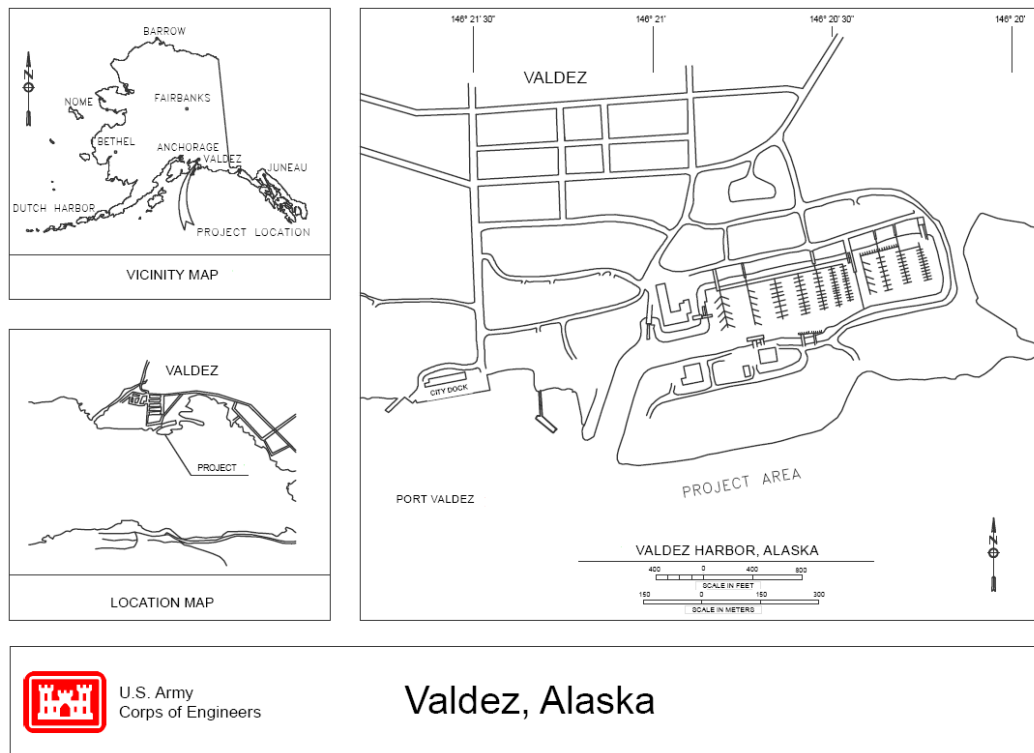 BARROW
N
NOME
FAIRBANKS
BETHEL
ANCHORAGE
VALDEZ
JUNEAU
DUTCH HARBOR
PROJECT LOCATION
VICINITY MAP
VALDEZ
PROJECT
LOCATION MAP
146° 21' 30"
146° 21'
146° 20' 30"
146° 20'
VALDEZ
CITY DOCK
PORT VALDEZ
PROJECT AREA
N
VALDEZ HARBOR, ALASKA
400 0 400 800
SCALE IN FEET
150 0 150 300
SCALE IN METERS
U.S. Army
Corps of Engineers
Valdez, Alaska